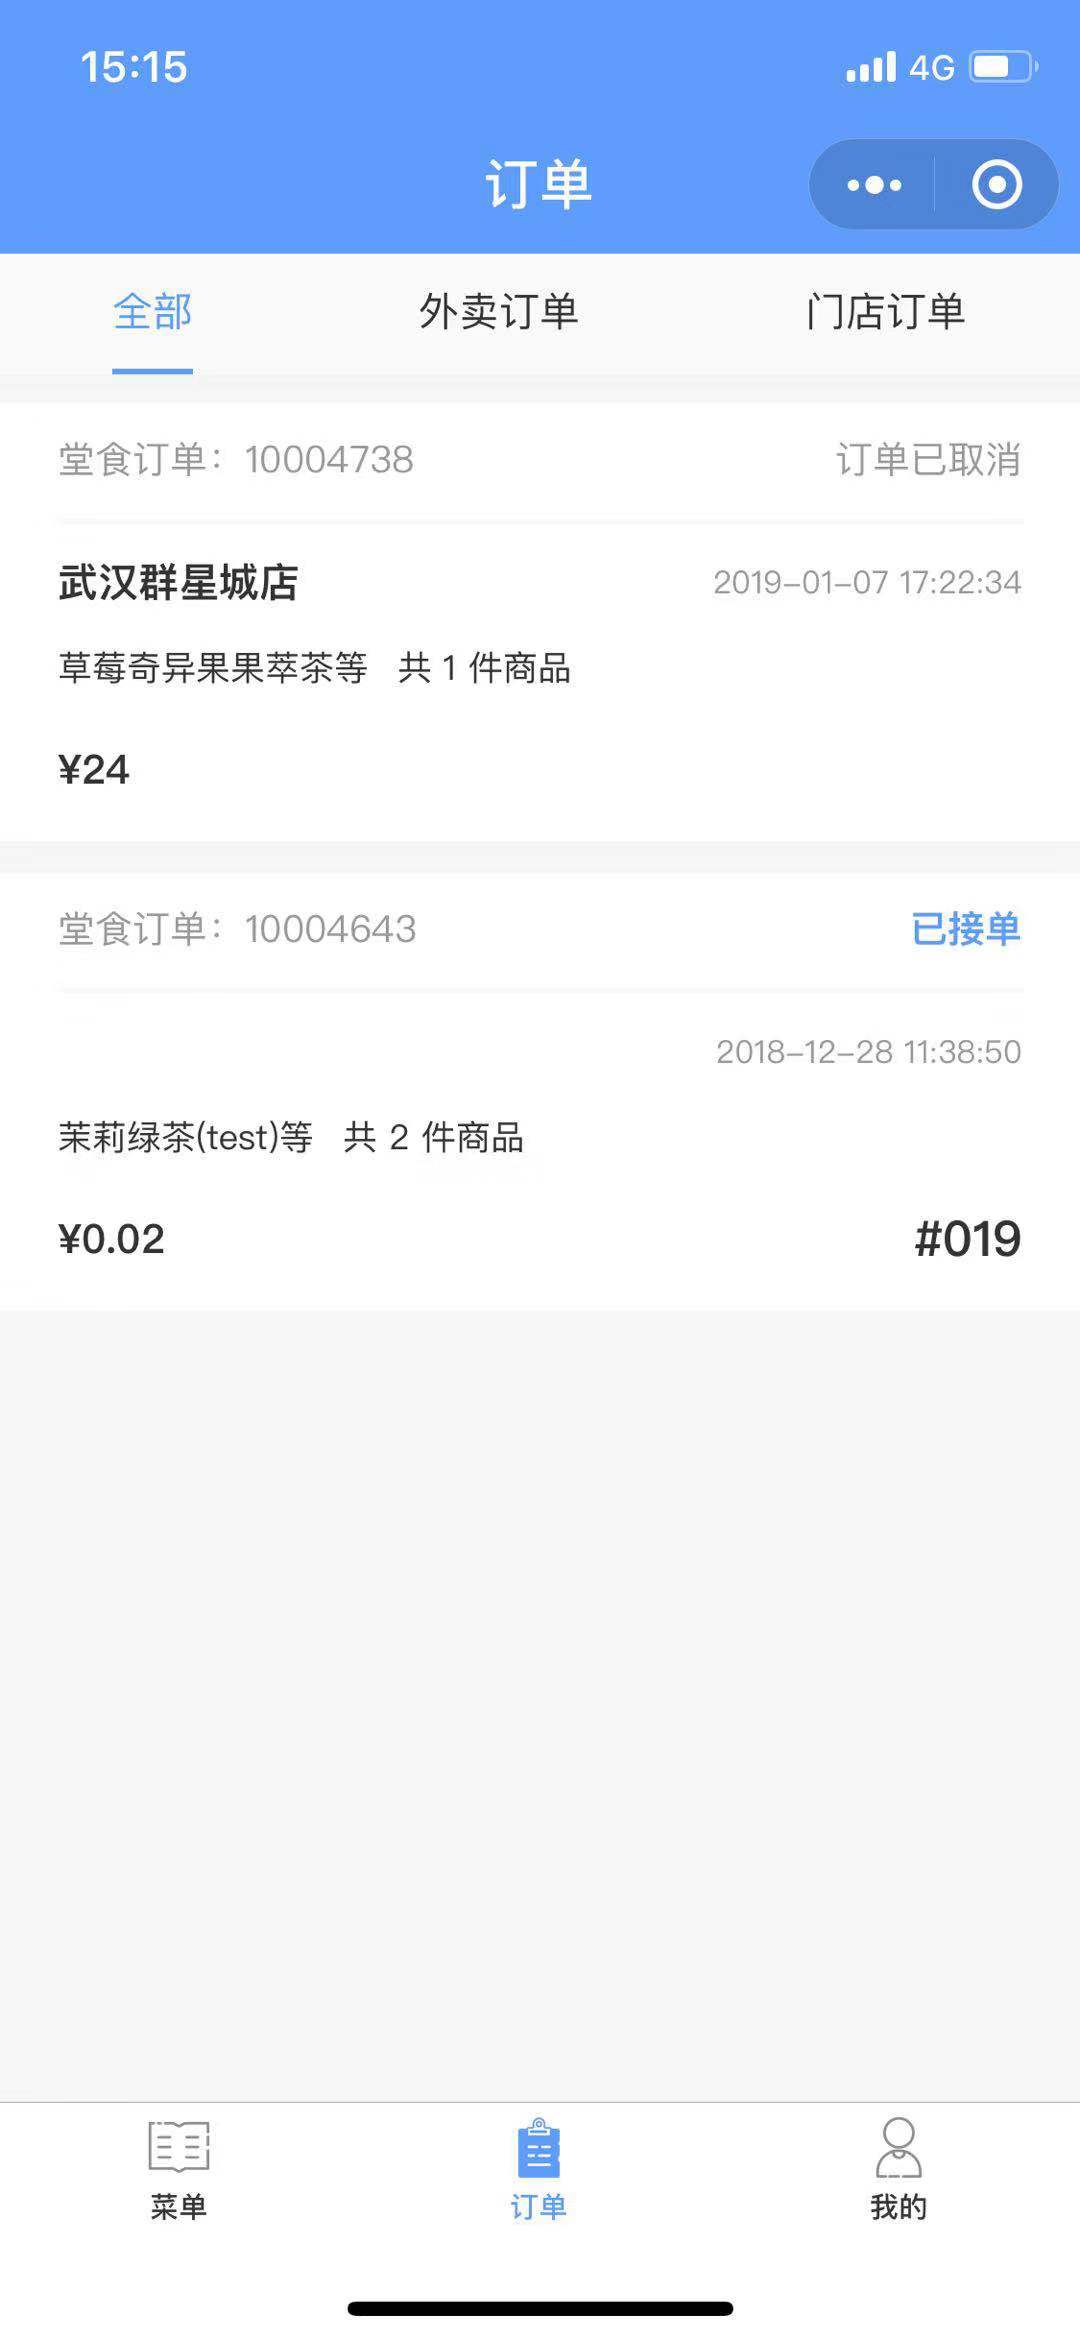 15:15 4G
订单
全部 外卖订单 门店订单
堂食订单：10004738 订单已取消
武汉群星城店 2019-01-07 17:22:34
草莓奇异果果萃茶等 共 1 件商品
¥24
堂食订单：10004643 已接单
2018-12-28 11:38:50
茉莉绿茶(test)等 共 2 件商品
¥0.02 #019
菜单 订单 我的